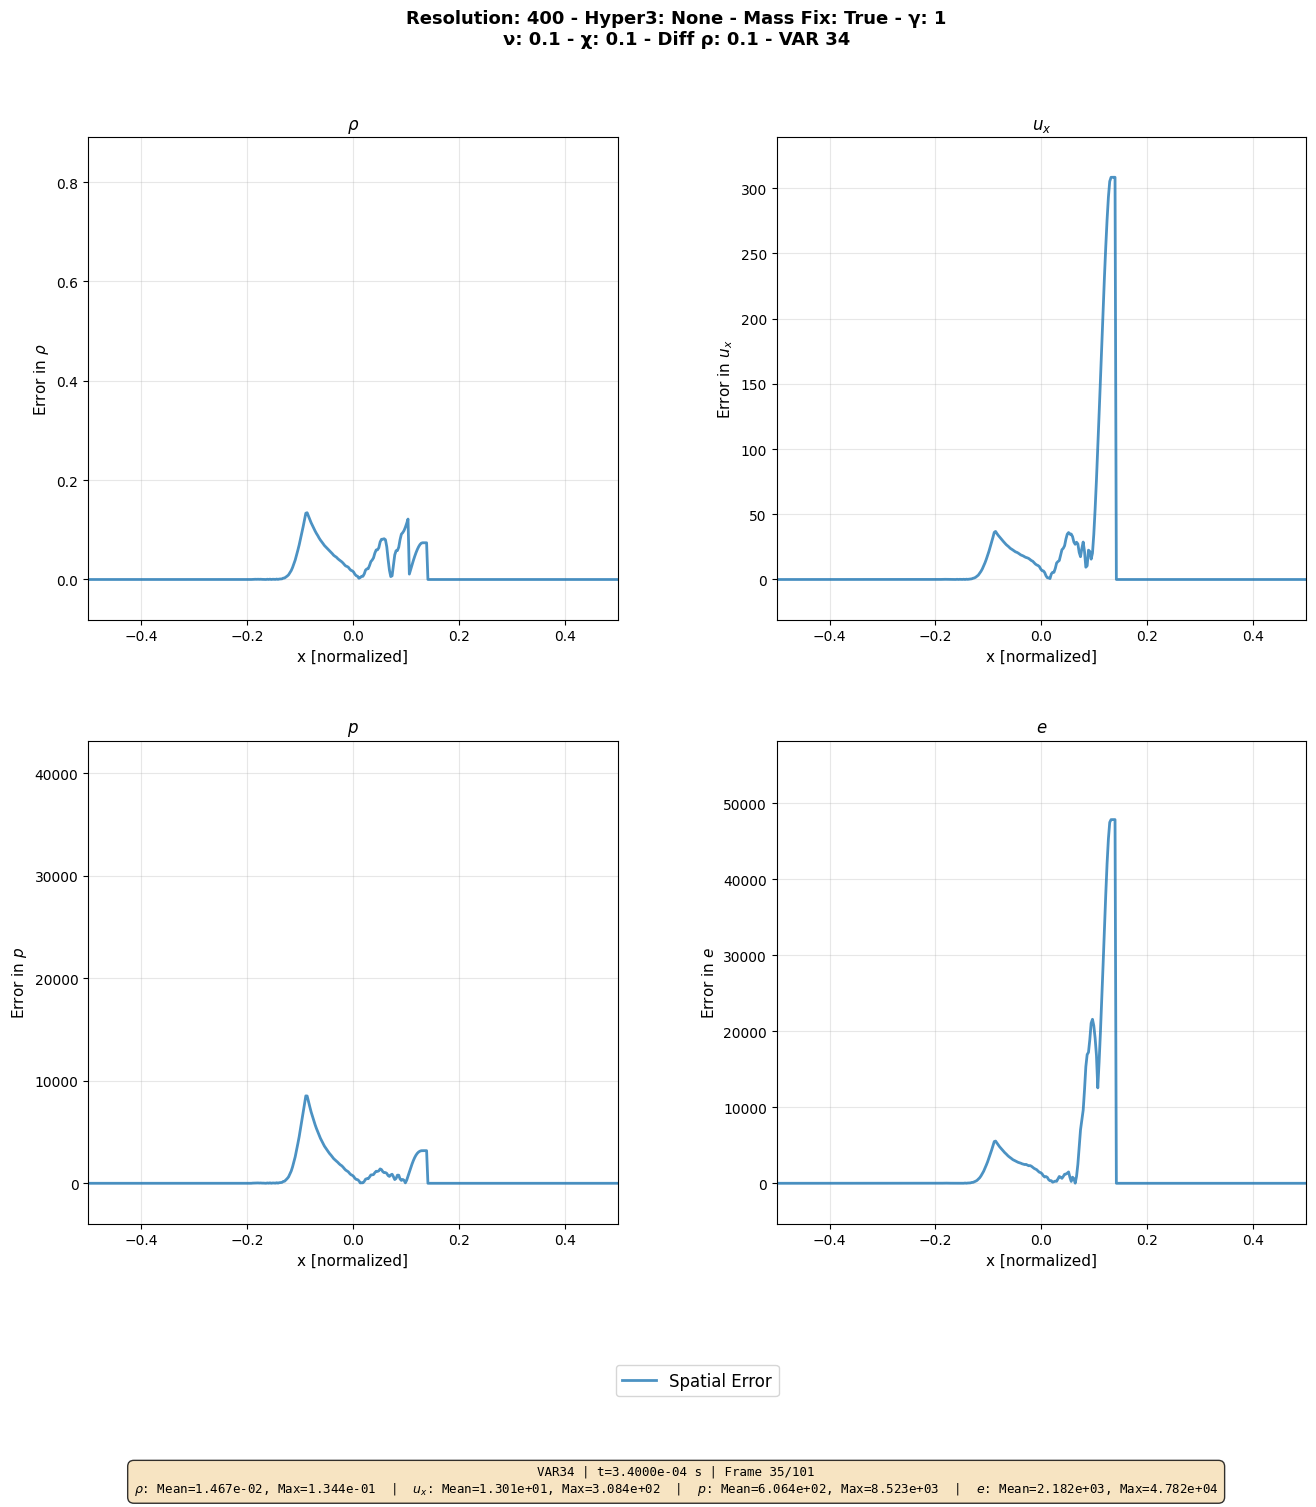 Resolution: 400 - Hyper3: None - Mass Fix: True - γ: 1
ν: 0.1 - χ: 0.1 - Diff ρ: 0.1 - VAR 34
ρ
0.8
0.6
0.4
0.2
0.0
Error in ρ
−0.4 −0.2 0.0 0.2 0.4
x [normalized]
uₓ
300
250
200
150
100
50
0
Error in uₓ
−0.4 −0.2 0.0 0.2 0.4
x [normalized]
p
40000
30000
20000
10000
0
Error in p
−0.4 −0.2 0.0 0.2 0.4
x [normalized]
e
50000
40000
30000
20000
10000
0
Error in e
−0.4 −0.2 0.0 0.2 0.4
x [normalized]
Spatial Error
VAR34 | t=3.4000e-04 s | Frame 35/101
ρ: Mean=1.467e-02, Max=1.344e-01 | uₓ: Mean=1.301e+01, Max=3.084e+02 | p: Mean=6.064e+02, Max=8.523e+03 | e: Mean=2.182e+03, Max=4.782e+04